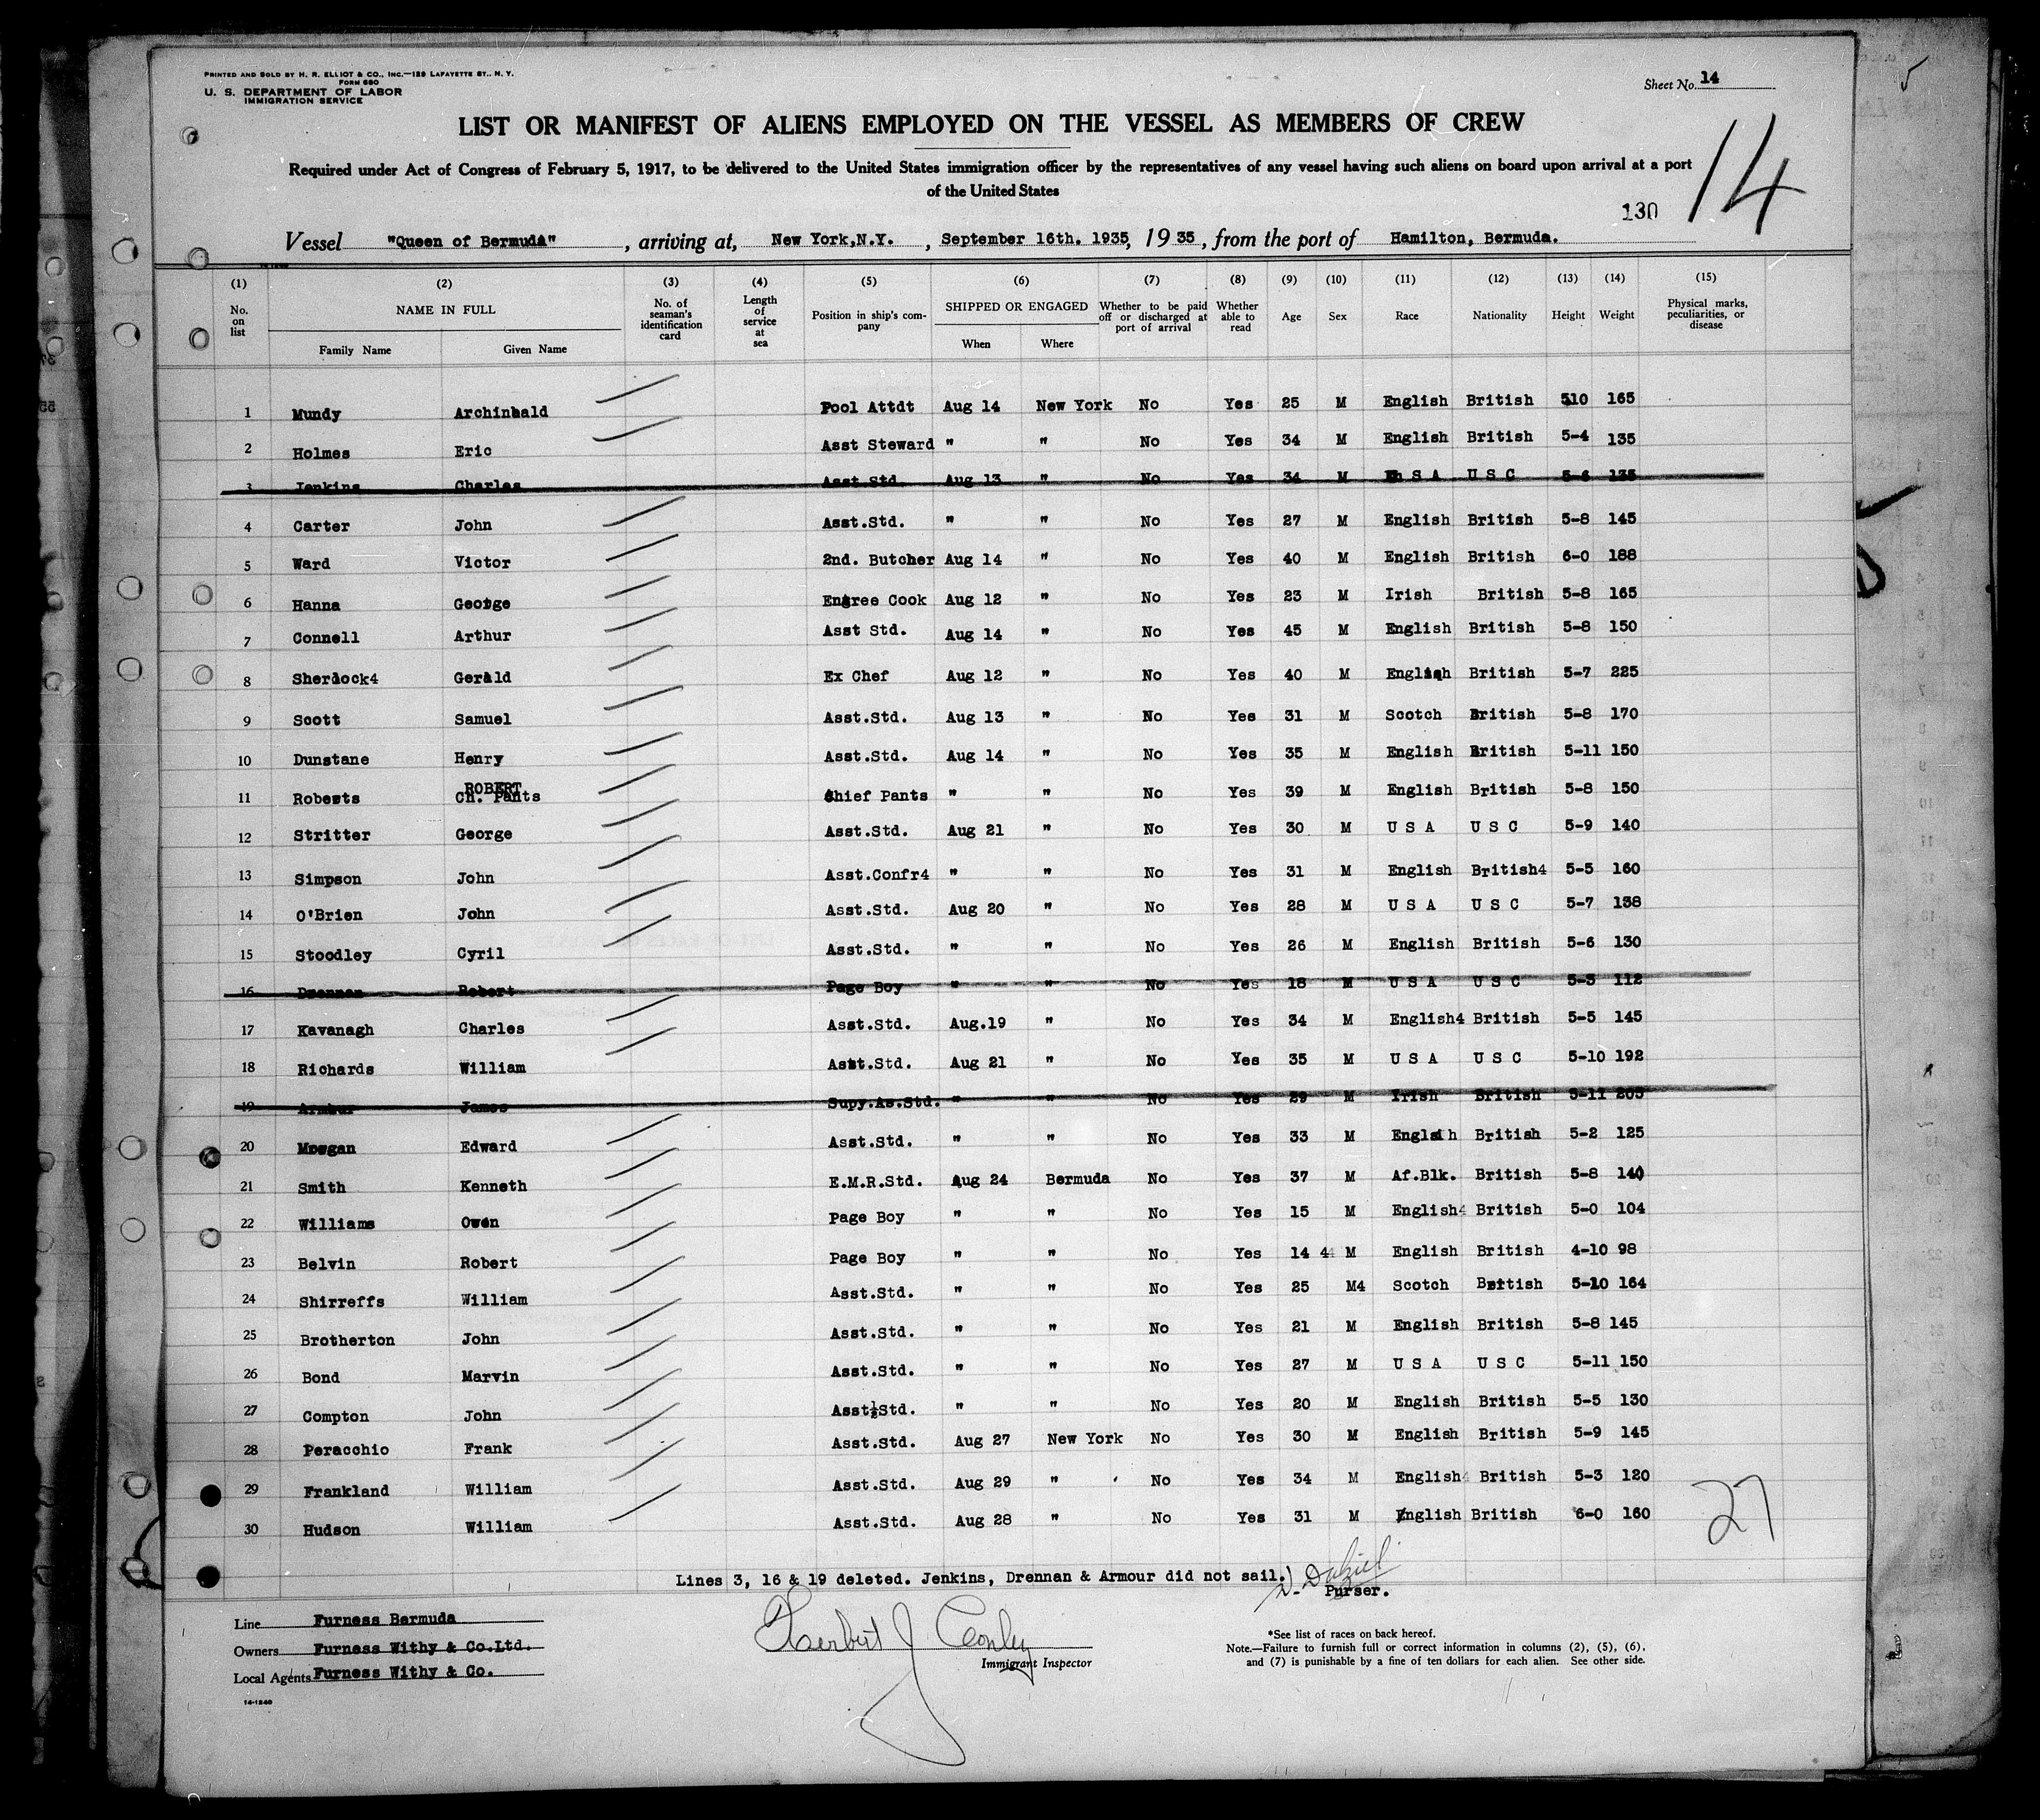 PRINTED AND SOLD BY H. R. ELLIOT & CO., INC.—129 LAFAYETTE ST., N. Y.
FORM 680
U. S. DEPARTMENT OF LABOR
IMMIGRATION SERVICE
Sheet No. 14
LIST OR MANIFEST OF ALIENS EMPLOYED ON THE VESSEL AS MEMBERS OF CREW
Required under Act of Congress of February 5, 1917, to be delivered to the United States immigration officer by the representatives of any vessel having such aliens on board upon arrival at a port
of the United States
130
14
Vessel "Queen of Bermuda", arriving at, New York,N.Y., September 16th. 1935, 1935, from the port of Hamilton, Bermuda.
(1) (2) (3) (4) (5) (6) (7) (8) (9) (10) (11) (12) (13) (14) (15)
No. on list NAME IN FULL Family Name Given Name No. of seaman's identification card Length of service at sea Position in ship's company SHIPPED OR ENGAGED When Where Whether to be paid off or discharged at port of arrival Whether able to read Age Sex Race Nationality Height Weight Physical marks, peculiarities, or disease
1 Mundy Archinbald Pool Attdt Aug 14 New York No Yes 25 M English British 510 165
2 Holmes Eric Asst Steward " " No Yes 34 M English British 5-4 135
3 Jenkins Charles Asst Std. Aug 13 " No Yes 34 M U S A U S C 5-6 135
4 Carter John Asst.Std. " " No Yes 27 M English British 5-8 145
5 Ward Victor 2nd. Butcher Aug 14 " No Yes 40 M English British 6-0 188
6 Hanna George Entree Cook Aug 12 " No Yes 23 M Irish British 5-8 165
7 Connell Arthur Asst Std. Aug 14 " No Yes 45 M English British 5-8 150
8 Sherlock4 Gerald Ex Chef Aug 12 " No Yes 40 M English British 5-7 225
9 Scott Samuel Asst.Std. Aug 13 " No Yes 31 M Scotch British 5-8 170
10 Dunstane Henry Asst.Std. Aug 14 " No Yes 35 M English British 5-11 150
11 Roberts ROBERT Ch. Pants Chief Pants " " No Yes 39 M English British 5-8 150
12 Stritter George Asst.Std. Aug 21 " No Yes 30 M U S A U S C 5-9 140
13 Simpson John Asst.Confr4 " " No Yes 31 M English British4 5-5 160
14 O'Brien John Asst.Std. Aug 20 " No Yes 28 M U S A U S C 5-7 138
15 Stoodley Cyril Asst.Std. " " No Yes 26 M English British 5-6 130
16 Drennan Robert Page Boy " " No Yes 18 M U S A U S C 5-3 112
17 Kavanagh Charles Asst.Std. Aug.19 " No Yes 34 M English4 British 5-5 145
18 Richards William Asst.Std. Aug 21 " No Yes 35 M U S A U S C 5-10 192
19 Armour James Supy.As.Std. " " No Yes 29 M Irish British 5-11 205
20 Morgan Edward Asst.Std. " " No Yes 33 M English British 5-2 125
21 Smith Kenneth E.M.R.Std. Aug 24 Bermuda No Yes 37 M Af.Blk. British 5-8 140
22 Williams Owen Page Boy " " No Yes 15 M English4 British 5-0 104
23 Belvin Robert Page Boy " " No Yes 14 4 M English British 4-10 98
24 Shirreffs William Asst.Std. " " No Yes 25 M4 Scotch British 5-10 164
25 Brotherton John Asst.Std. " " No Yes 21 M English British 5-8 145
26 Bond Marvin Asst.Std. " " No Yes 27 M U S A U S C 5-11 150
27 Compton John Asst½Std. " " No Yes 20 M English British 5-5 130
28 Peracchio Frank Asst.Std. Aug 27 New York No Yes 30 M English British 5-9 145
29 Frankland William Asst.Std. Aug 29 " No Yes 34 M English4 British 5-3 120
30 Hudson William Asst.Std. Aug 28 " No Yes 31 M English British 6-0 160
27
Lines 3, 16 & 19 deleted. Jenkins, Drennan & Armour did not sail.
Purser.
Line Furness Bermuda
Owners Furness Withy & Co.Ltd.
Local Agents Furness Withy & Co.
14-1240
Herbert J Conley
Immigrant Inspector
*See list of races on back hereof.
Note.—Failure to furnish full or correct information in columns (2), (5), (6),
and (7) is punishable by a fine of ten dollars for each alien. See other side.